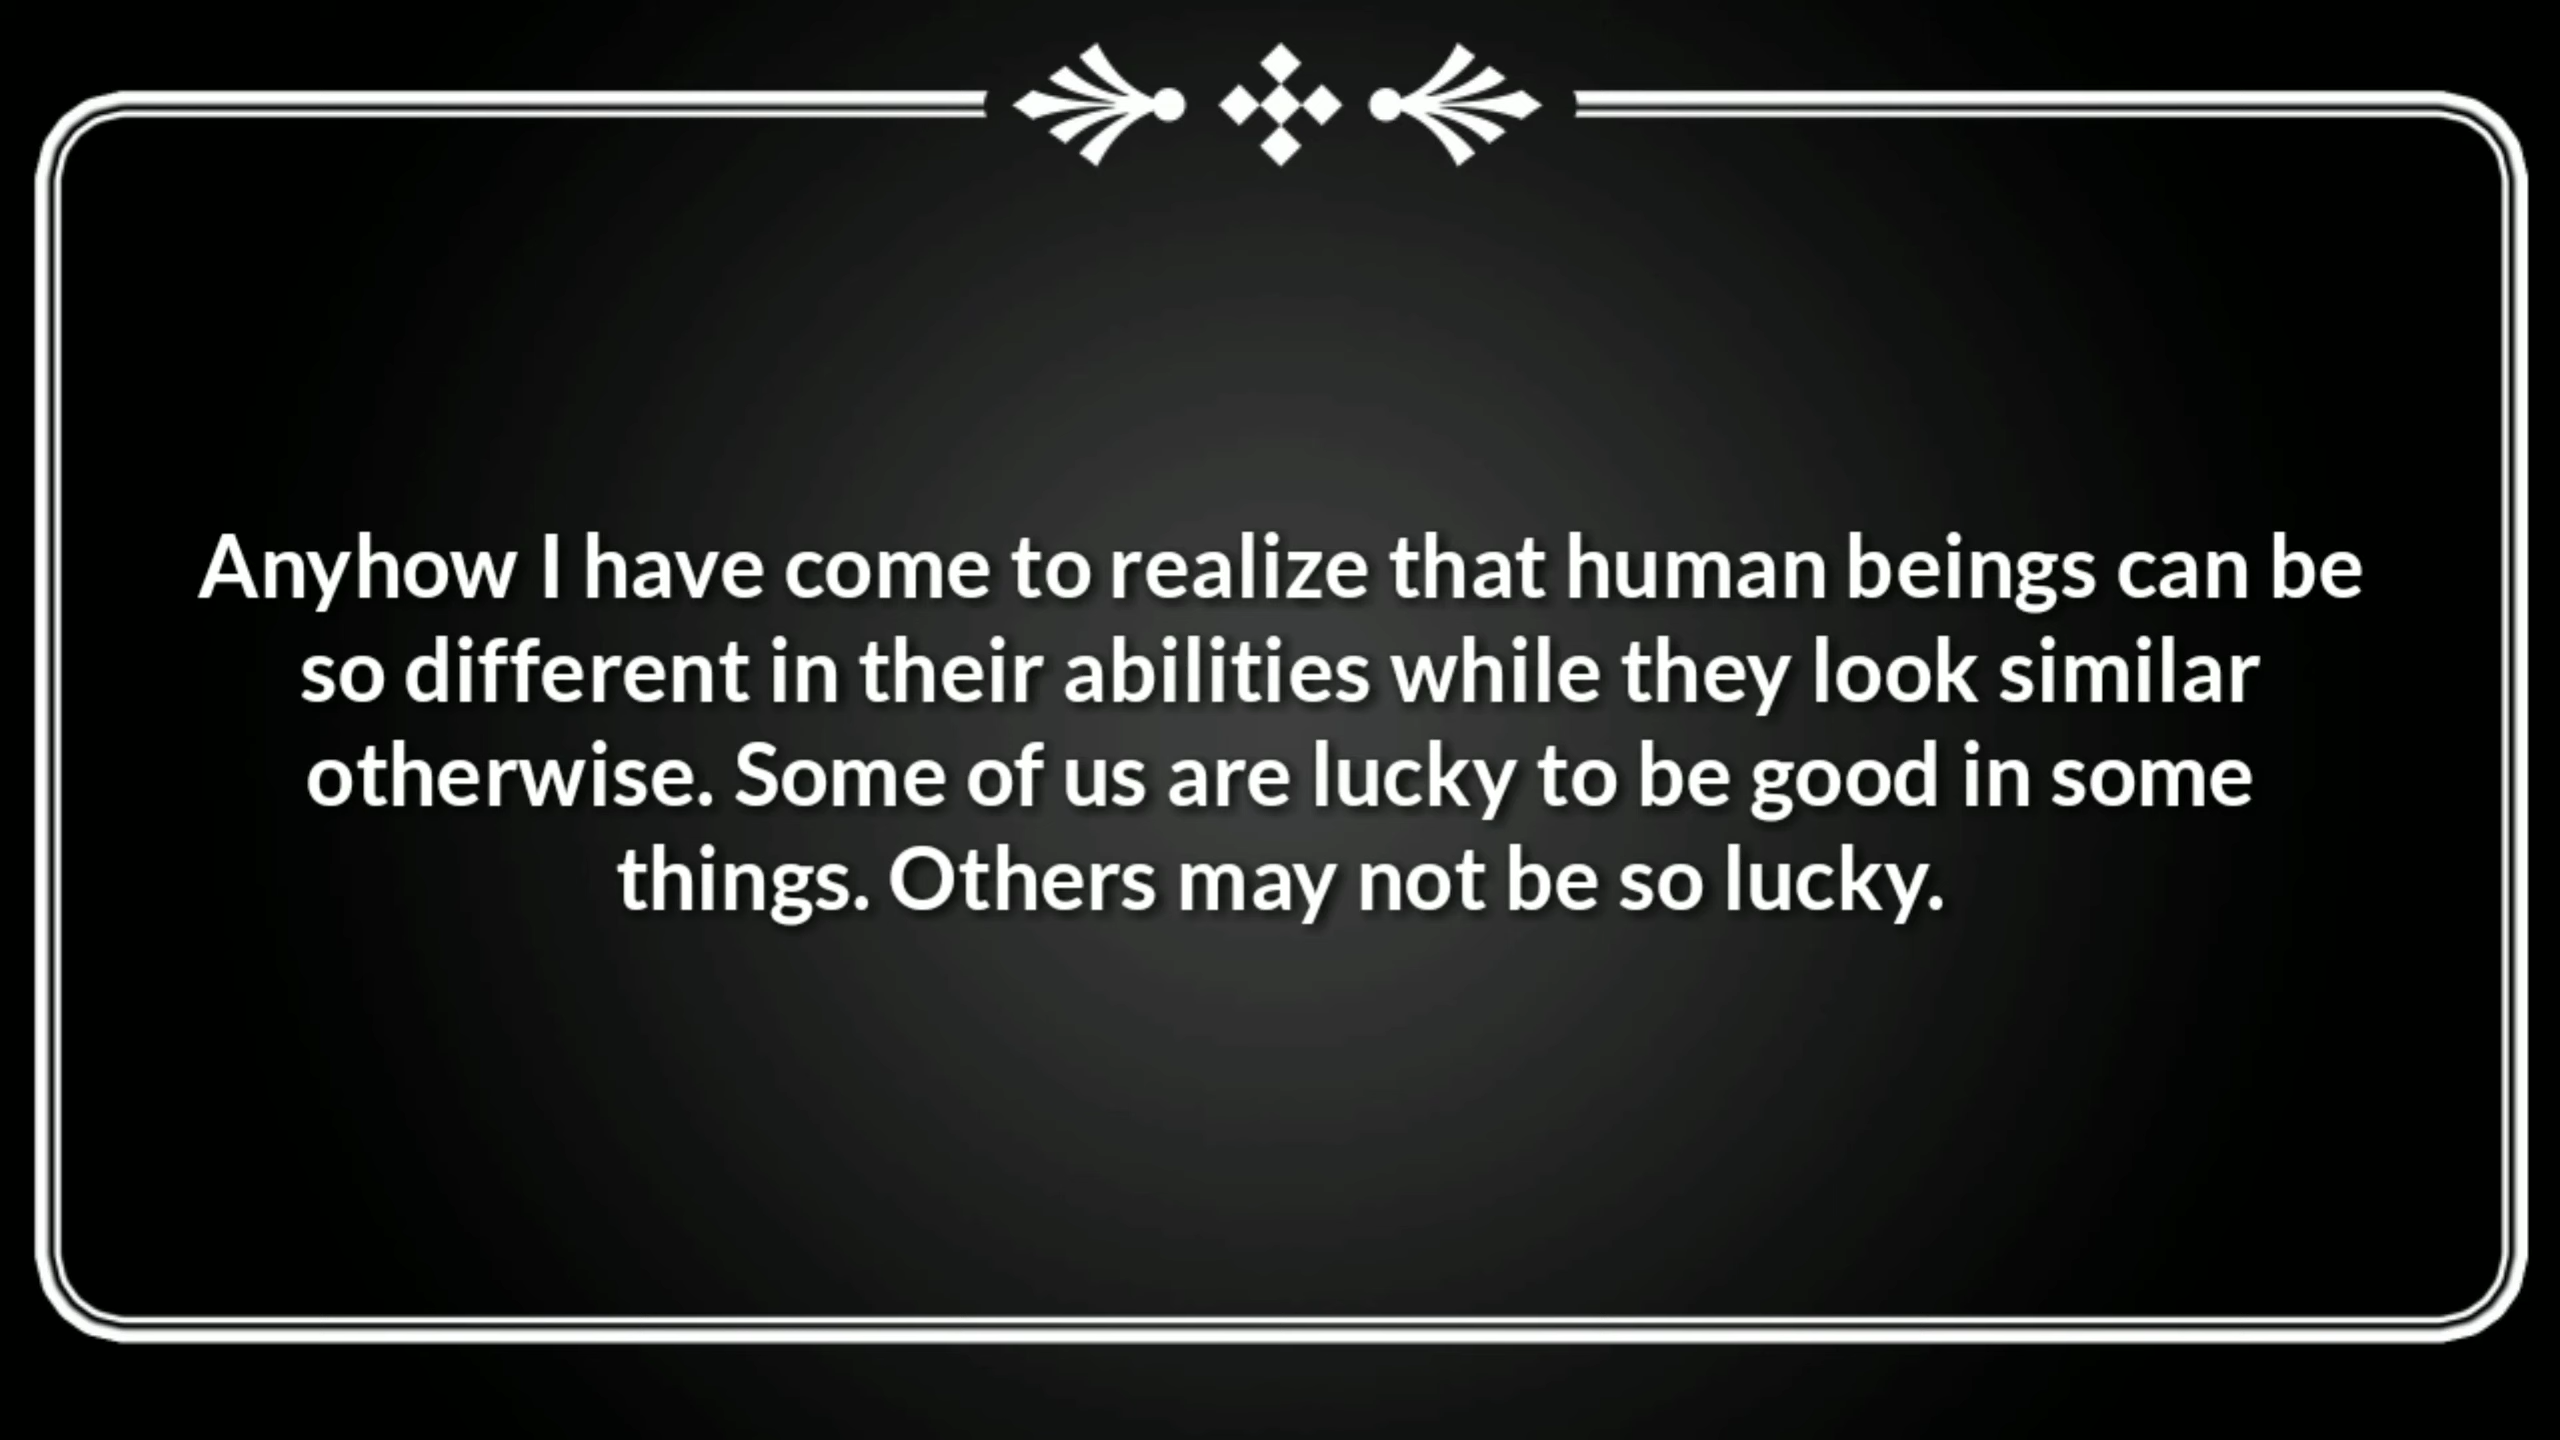 Anyhow I have come to realize that human beings can be
so different in their abilities while they look similar
otherwise. Some of us are lucky to be good in some
things. Others may not be so lucky.